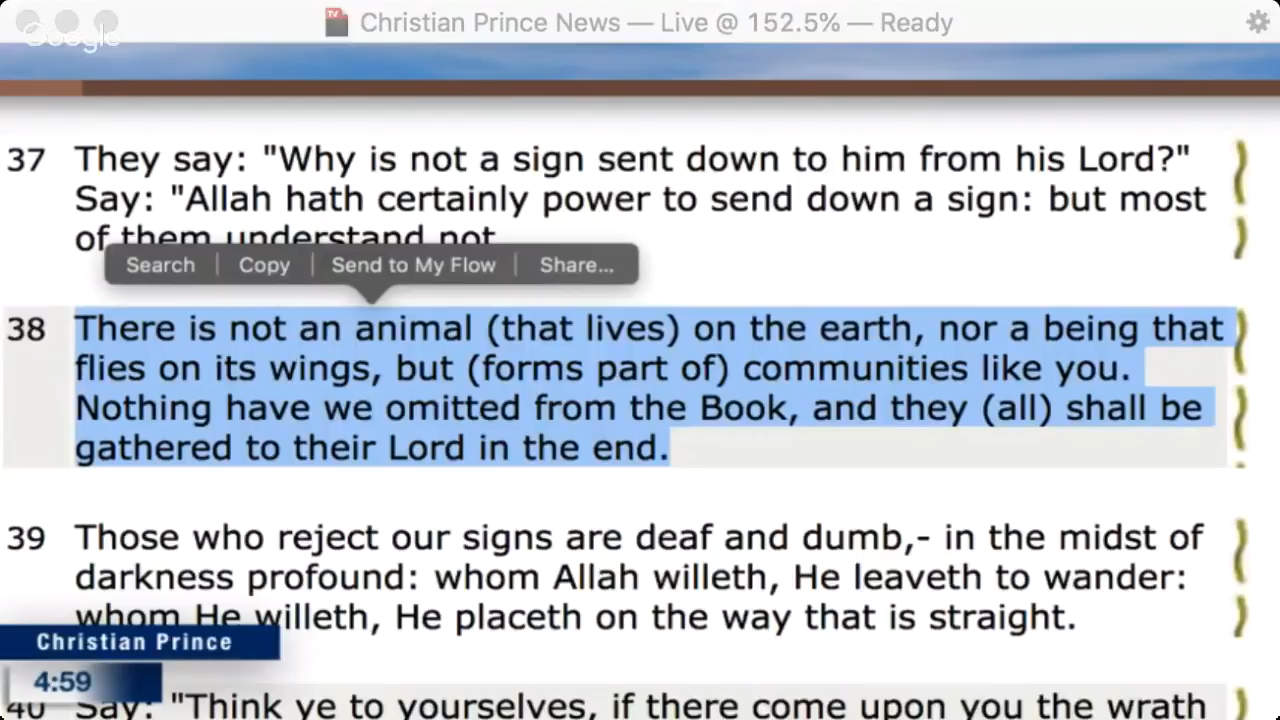 Google
Christian Prince News — Live @ 152.5% — Ready
37 They say: "Why is not a sign sent down to him from his Lord?"
Say: "Allah hath certainly power to send down a sign: but most
of them understand not.
Search Copy Send to My Flow Share...
38 There is not an animal (that lives) on the earth, nor a being that
flies on its wings, but (forms part of) communities like you.
Nothing have we omitted from the Book, and they (all) shall be
gathered to their Lord in the end.
39 Those who reject our signs are deaf and dumb,- in the midst of
darkness profound: whom Allah willeth, He leaveth to wander:
whom He willeth, He placeth on the way that is straight.
Christian Prince
4:59
40 Say: "Think ye to yourselves, if there come upon you the wrath